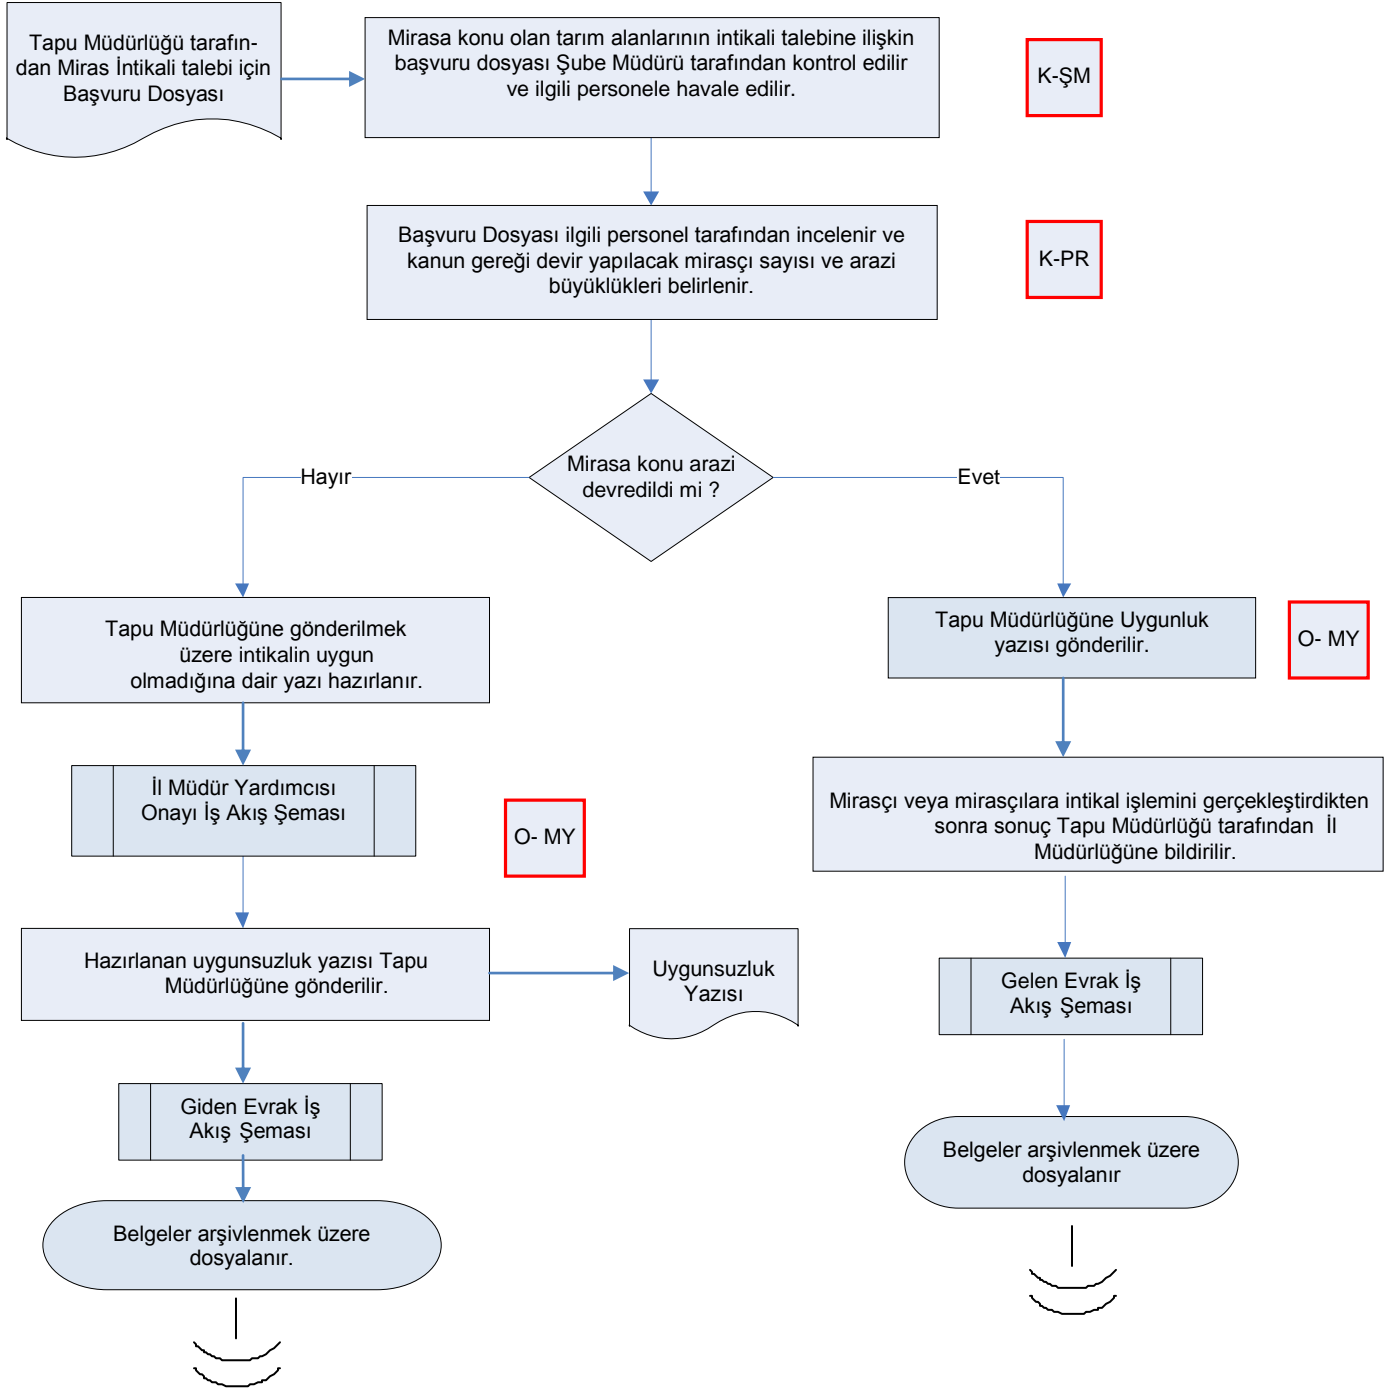 Tapu Müdürlüğü tarafın-
dan Miras İntikali talebi için
Başvuru Dosyası
Mirasa konu olan tarım alanlarının intikali talebine ilişkin
başvuru dosyası Şube Müdürü tarafından kontrol edilir
ve ilgili personele havale edilir.
K-ŞM
Başvuru Dosyası ilgili personel tarafından incelenir ve
kanun gereği devir yapılacak mirasçı sayısı ve arazi
büyüklükleri belirlenir.
K-PR
Mirasa konu arazi
devredildi mi ?
Hayır
Evet
Tapu Müdürlüğüne gönderilmek
üzere intikalin uygun
olmadığına dair yazı hazırlanır.
Tapu Müdürlüğüne Uygunluk
yazısı gönderilir.
O- MY
İl Müdür Yardımcısı
Onayı İş Akış Şeması
O- MY
Mirasçı veya mirasçılara intikal işlemini gerçekleştirdikten
sonra sonuç Tapu Müdürlüğü tarafından İl
Müdürlüğüne bildirilir.
Hazırlanan uygunsuzluk yazısı Tapu
Müdürlüğüne gönderilir.
Uygunsuzluk
Yazısı
Gelen Evrak İş
Akış Şeması
Giden Evrak İş
Akış Şeması
Belgeler arşivlenmek üzere
dosyalanır
Belgeler arşivlenmek üzere
dosyalanır.